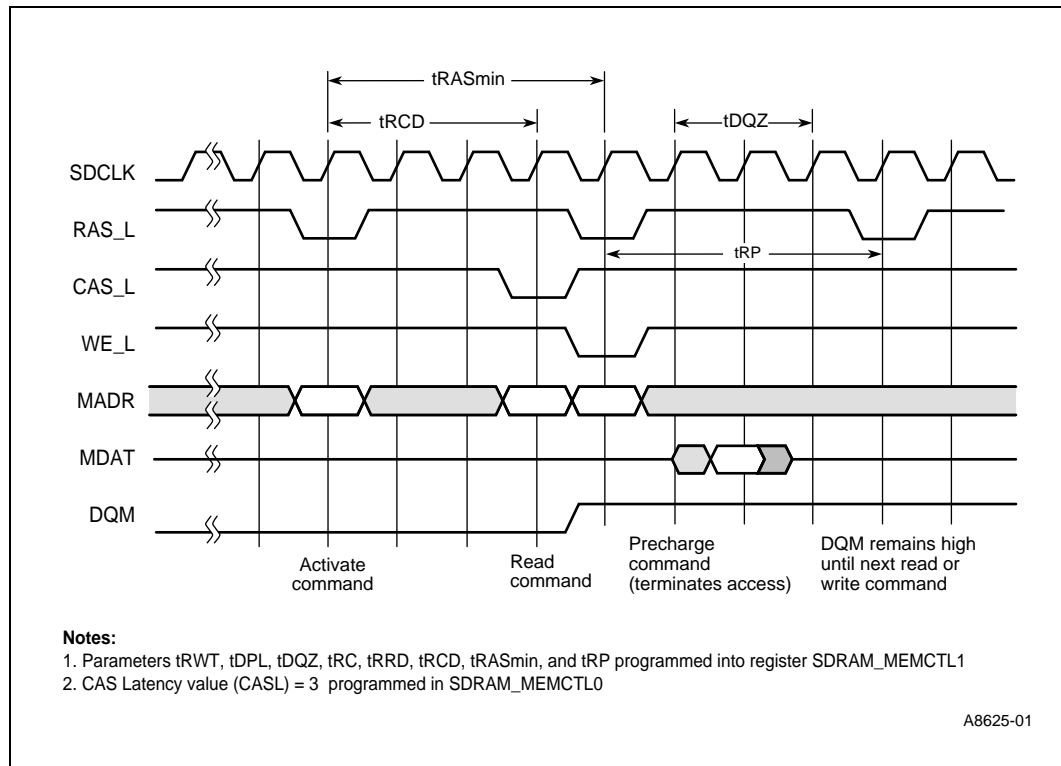 tRASmin
tRCD
tDQZ
SDCLK
RAS_L
tRP
CAS_L
WE_L
MADR
MDAT
DQM
Activate
command
Read
command
Precharge
command
(terminates access)
DQM remains high
until next read or
write command
Notes:
1. Parameters tRWT, tDPL, tDQZ, tRC, tRRD, tRCD, tRASmin, and tRP programmed into register SDRAM_MEMCTL1
2. CAS Latency value (CASL) = 3 programmed in SDRAM_MEMCTL0
A8625-01